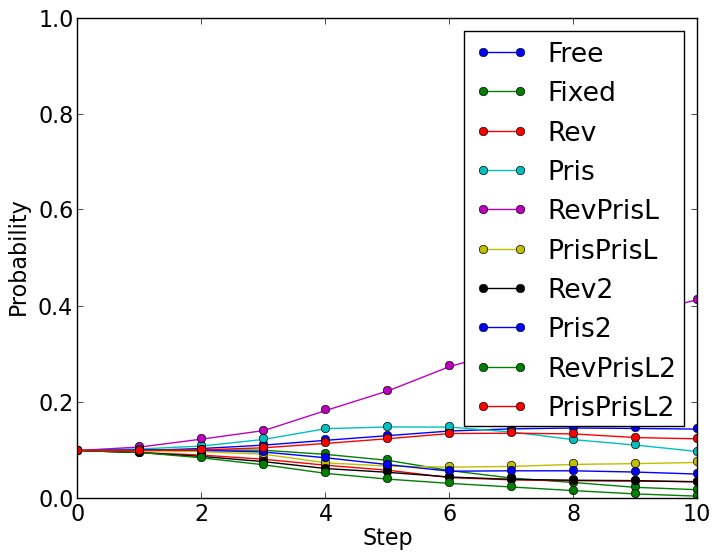 1.0
0.8
0.6
0.4
0.2
0.0
Probability
0
2
4
6
8
10
Step
Free
Fixed
Rev
Pris
RevPrisL
PrisPrisL
Rev2
Pris2
RevPrisL2
PrisPrisL2